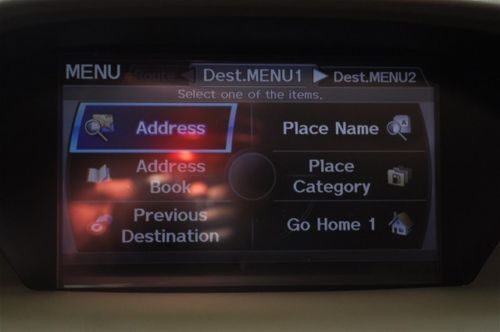 MENU Route Dest.MENU1 Dest.MENU2
Select one of the items.
Address
Place Name
Address
Book
Place
Category
Previous
Destination
Go Home 1